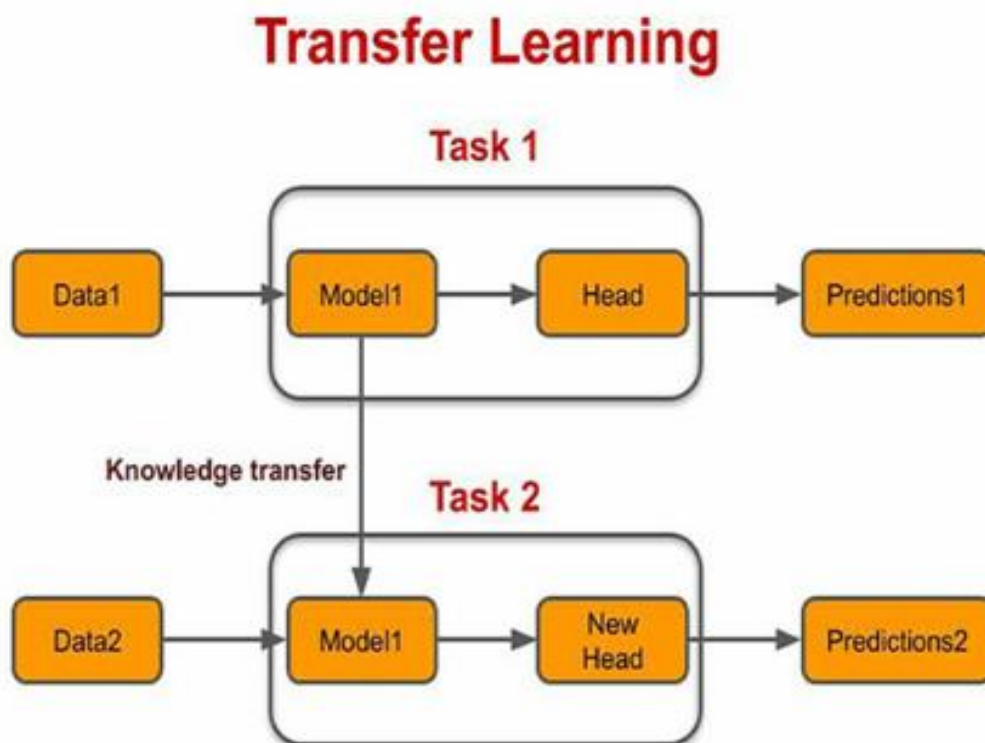 Transfer Learning
Task 1
Data1
Model1
Head
Predictions1
Knowledge transfer
Task 2
Data2
Model1
New
Head
Predictions2